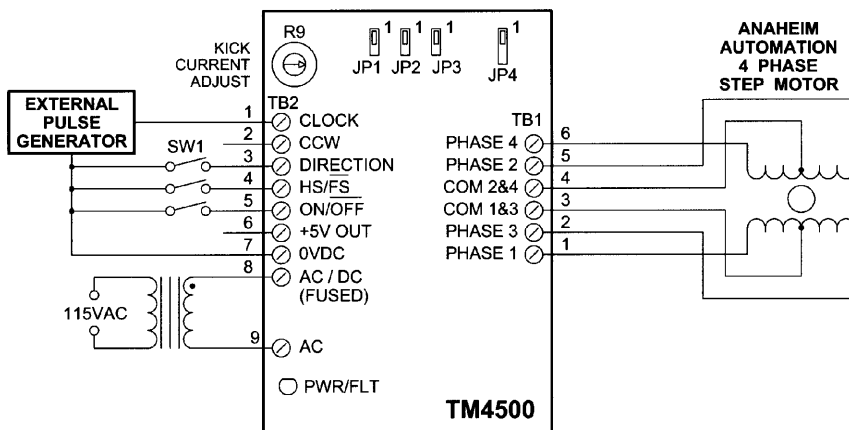 KICK
CURRENT
ADJUST
R9
1
JP1
1
JP2
1
JP3
1
JP4
ANAHEIM
AUTOMATION
4 PHASE
STEP MOTOR
EXTERNAL
PULSE
GENERATOR
SW1
TB2
1 CLOCK
2 CCW
3 DIRECTION
4 HS/FS
5 ON/OFF
6 +5V OUT
7 0VDC
8 AC / DC
(FUSED)
9 AC
115VAC
PWR/FLT
TB1
PHASE 4 6
PHASE 2 5
COM 2&4 4
COM 1&3 3
PHASE 3 2
PHASE 1 1
TM4500